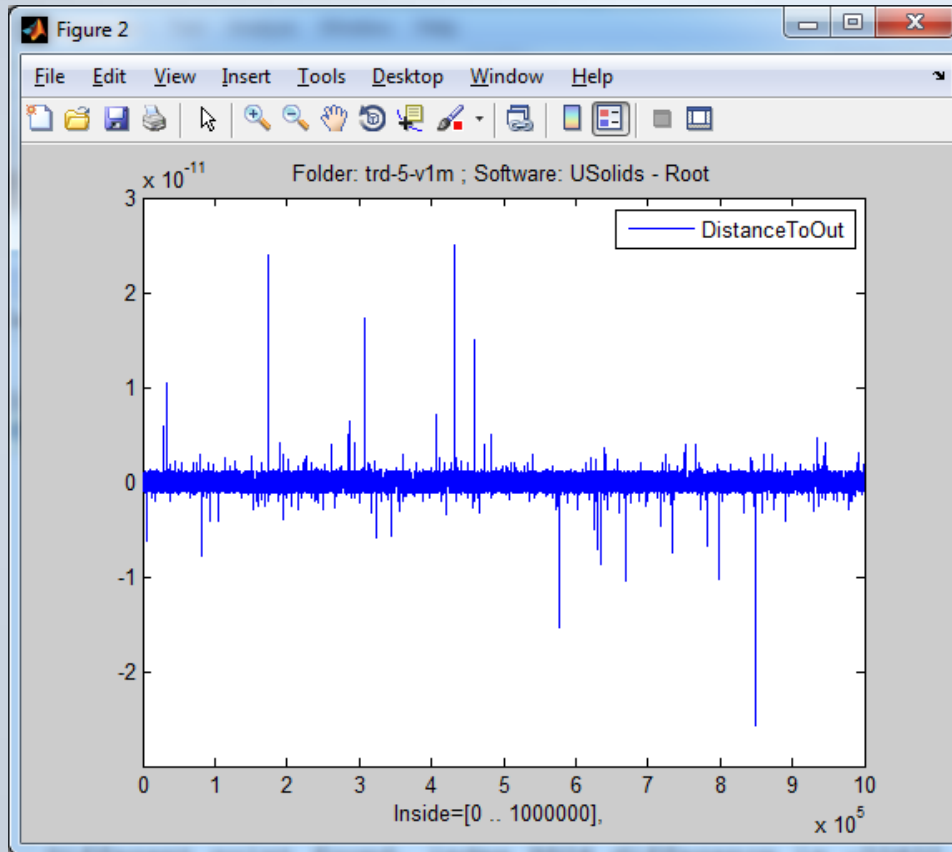 Figure 2
File Edit View Insert Tools Desktop Window Help
x 10^-11
Folder: trd-5-v1m ; Software: USolids - Root
DistanceToOut
3
2
1
0
-1
-2
0 1 2 3 4 5 6 7 8 9 10
Inside=[0 .. 1000000],
x 10^5